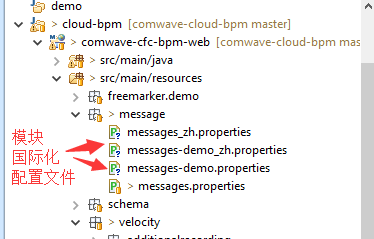 demo
> cloud-bpm [comwave-cloud-bpm master]
> comwave-cfc-bpm-web [comwave-cloud-bpm mas
> src/main/java
> src/main/resources
freemarker.demo
> message
messages_zh.properties
messages-demo_zh.properties
messages-demo.properties
> messages.properties
schema
> velocity
模块
国际化
配置文件